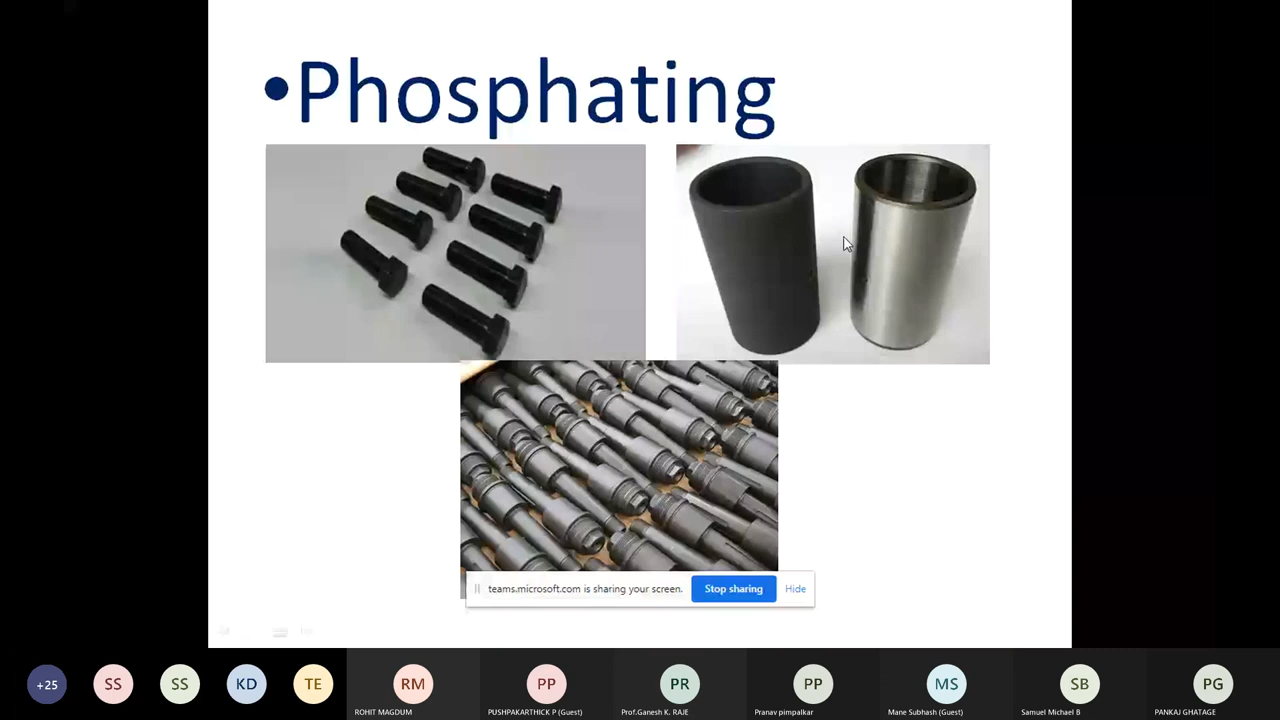 •Phosphating
teams.microsoft.com is sharing your screen. Stop sharing Hide
+25 SS SS KD TE RM PP PR PP MS SB PG
ROHIT MAGDUM PUSHPAKARTHICK P (Guest) Prof.Ganesh K. RAJE Pranav pimpalkar Mane Subhash (Guest) Samuel Michael B PANKAJ GHATAGE